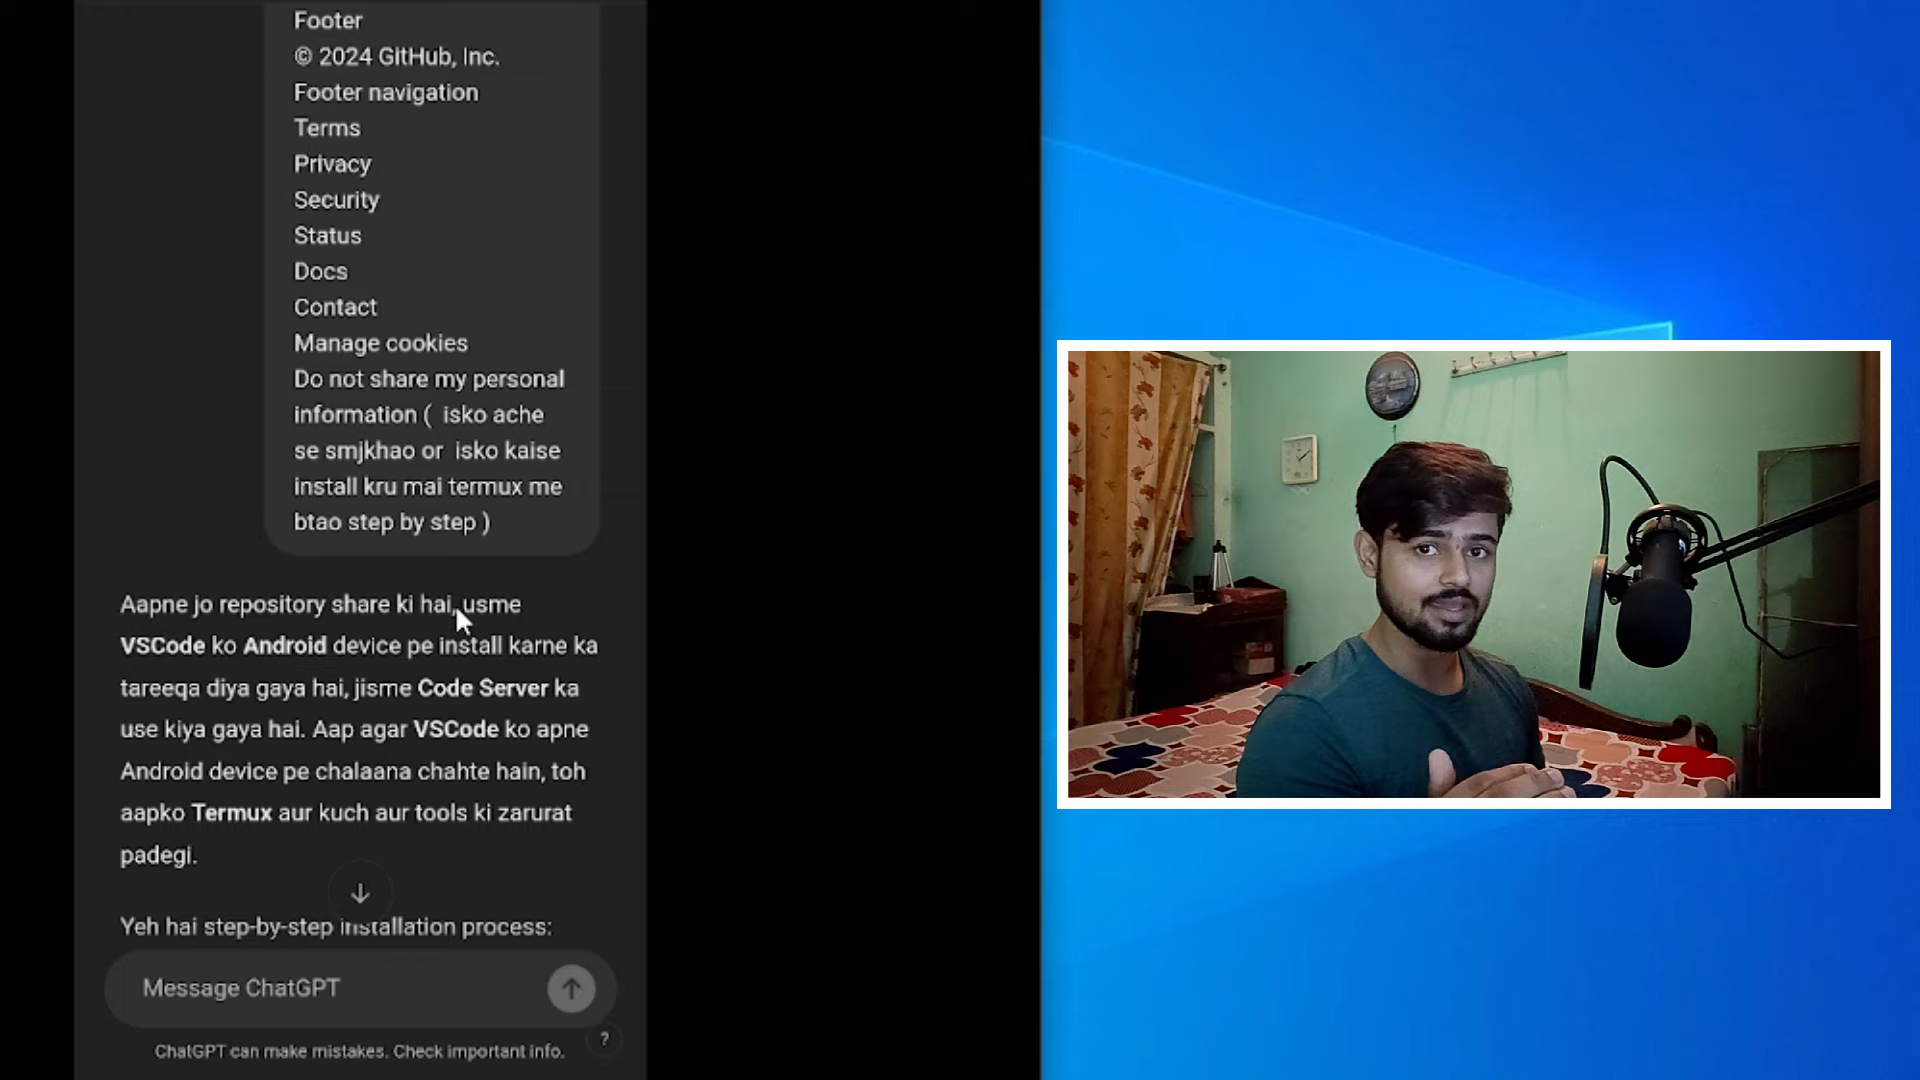 Footer
© 2024 GitHub, Inc.
Footer navigation
Terms
Privacy
Security
Status
Docs
Contact
Manage cookies
Do not share my personal
information (  isko ache
se smjkhao or  isko kaise
install kru mai termux me
btao step by step )
Aapne jo repository share ki hai, usme
VSCode ko Android device pe install karne ka
tareeqa diya gaya hai, jisme Code Server ka
use kiya gaya hai. Aap agar VSCode ko apne
Android device pe chalaana chahte hain, toh
aapko Termux aur kuch aur tools ki zarurat
padegi.
Yeh hai step-by-step installation process:
Message ChatGPT
?
ChatGPT can make mistakes. Check important info.